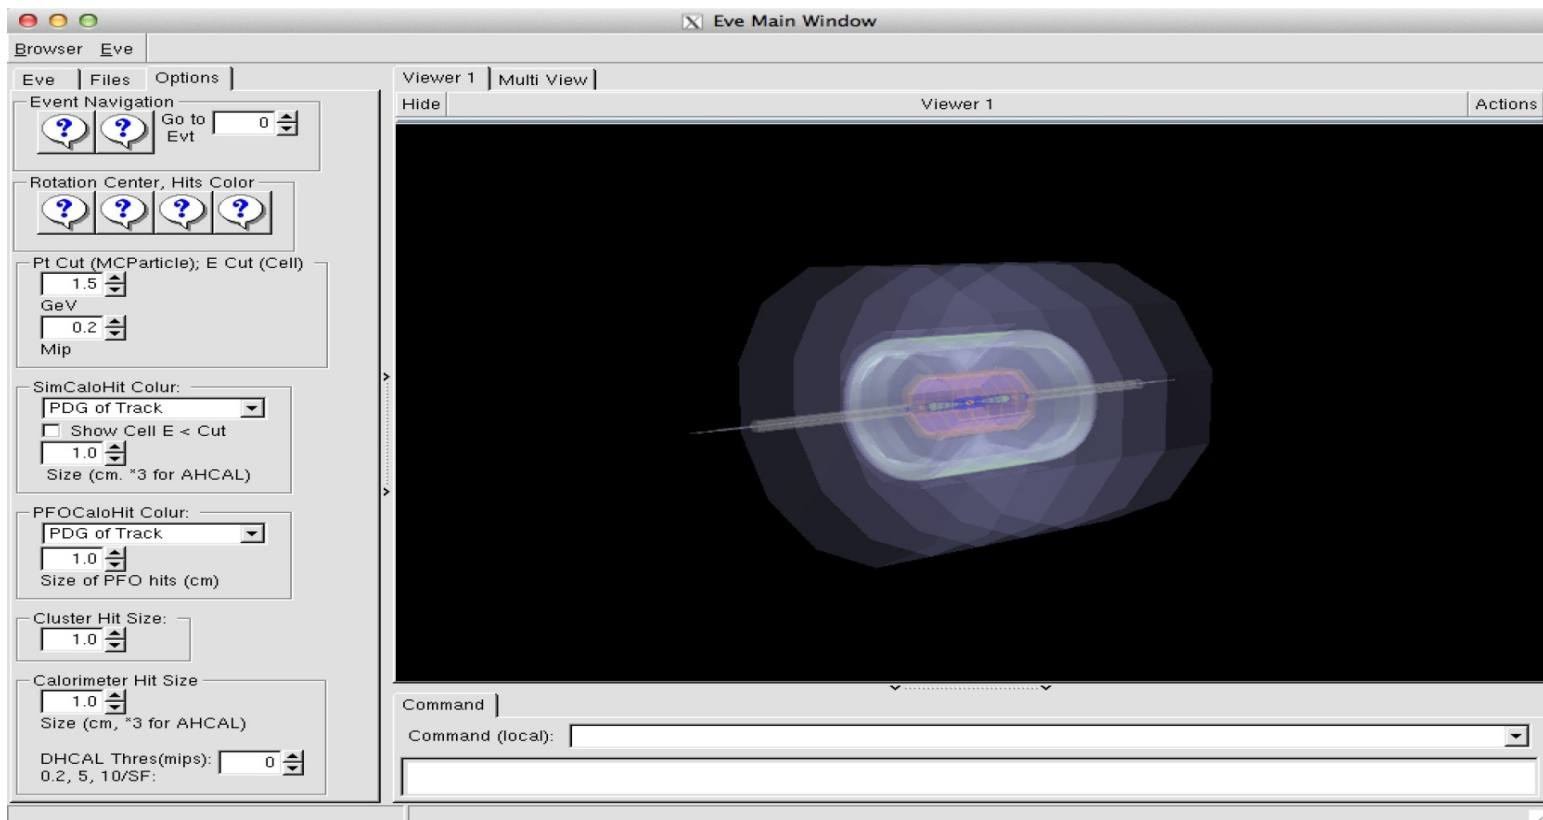 X Eve Main Window
Browser Eve
Eve Files Options
Event Navigation
Go to Evt 0
Rotation Center, Hits Color
Pt Cut (MCParticle); E Cut (Cell)
1.5
GeV
0.2
Mip
SimCaloHit Colur:
PDG of Track
Show Cell E < Cut
1.0
Size (cm. *3 for AHCAL)
PFOCaloHit Colur:
PDG of Track
1.0
Size of PFO hits (cm)
Cluster Hit Size:
1.0
Calorimeter Hit Size
1.0
Size (cm, *3 for AHCAL)
DHCAL Thres(mips): 0
0.2, 5, 10/SF:
Viewer 1 Multi View
Hide Viewer 1 Actions
Command
Command (local):